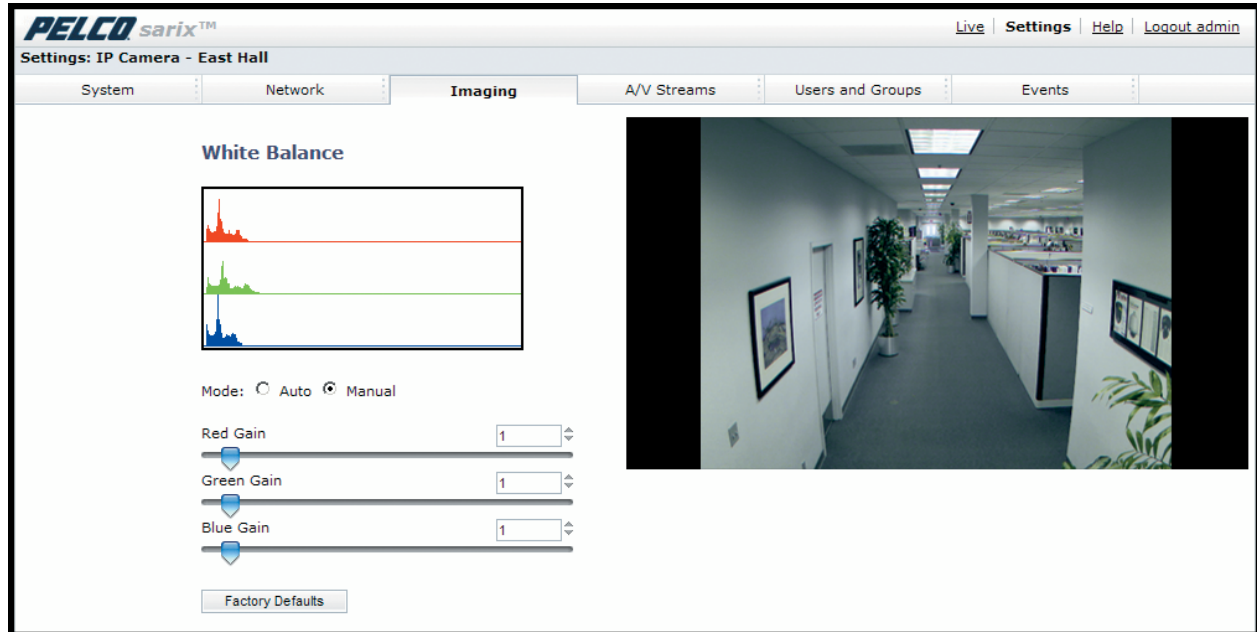 PELCO sarix™
Live | Settings | Help | Logout admin
Settings: IP Camera - East Hall
System Network Imaging A/V Streams Users and Groups Events
White Balance
Mode: Auto Manual
Red Gain 1
Green Gain 1
Blue Gain 1
Factory Defaults